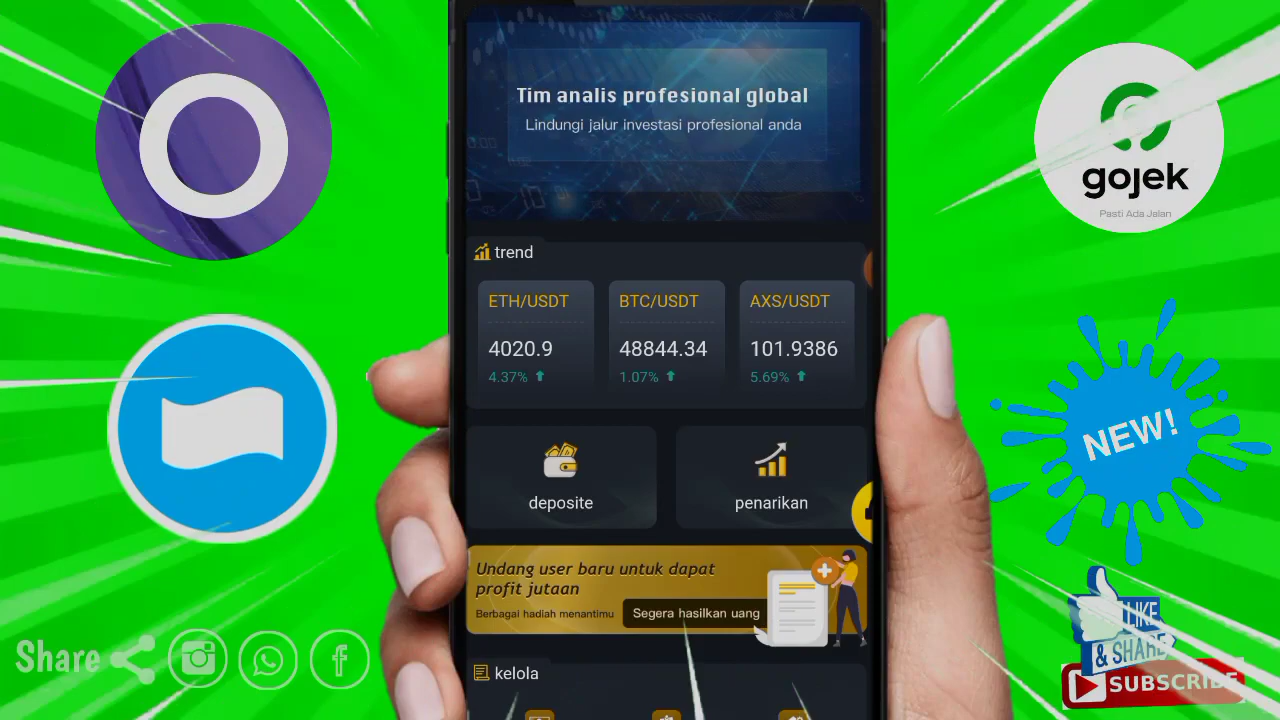 Tim analis profesional global
Lindungi jalur investasi profesional anda
trend
ETH/USDT
4020.9
4.37%
BTC/USDT
48844.34
1.07%
AXS/USDT
101.9386
5.69%
deposite
penarikan
Undang user baru untuk dapat
profit jutaan
Berbagai hadiah menantimu
Segera hasilkan uang
kelola
gojek
Pasti Ada Jalan
NEW!
Share
LIKE
& SHARE
SUBSCRIBE